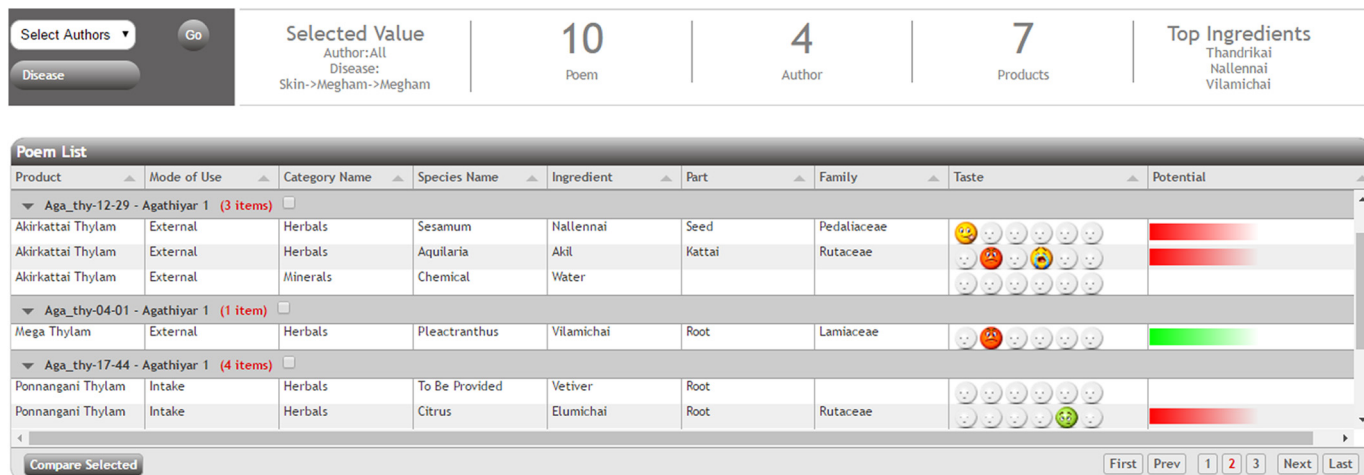 Select Authors
Go
Disease
Selected Value
Author:All
Disease:
Skin->Megham->Megham
10
Poem
4
Author
7
Products
Top Ingredients
Thandrikai
Nallennai
Vilamichai
Poem List
Product Mode of Use Category Name Species Name Ingredient Part Family Taste Potential
Aga_thy-12-29 - Agathiyar 1 (3 items)
Akirkattai Thylam External Herbals Sesamum Nallennai Seed Pedaliaceae
Akirkattai Thylam External Herbals Aquilaria Akil Kattai Rutaceae
Akirkattai Thylam External Minerals Chemical Water
Aga_thy-04-01 - Agathiyar 1 (1 item)
Mega Thylam External Herbals Pleactranthus Vilamichai Root Lamiaceae
Aga_thy-17-44 - Agathiyar 1 (4 items)
Ponnangani Thylam Intake Herbals To Be Provided Vetiver Root
Ponnangani Thylam Intake Herbals Citrus Elumichai Root Rutaceae
Compare Selected
First Prev 1 2 3 Next Last